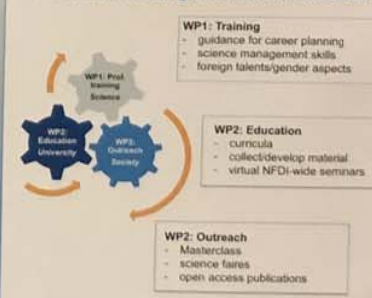 WP1: Training
- guidance for career planning
- science management skills
- foreign talents/gender aspects
WP1: Prof.
training
Science
WP2:
Education
University
WP3:
Outreach
Society
WP2: Education
- curricula
- collect/develop material
- virtual NFDI-wide seminars
WP2: Outreach
- Masterclass
- science faires
- open access publications